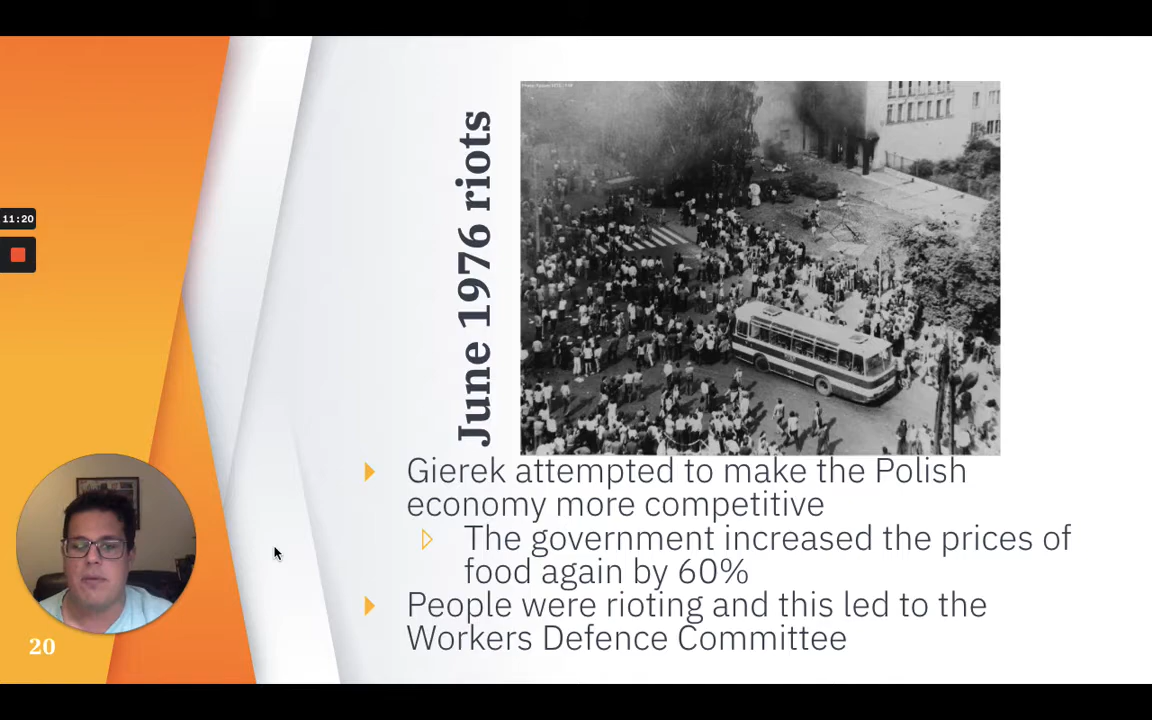 June 1976 riots
11:20
Gierek attempted to make the Polish
economy more competitive
The government increased the prices of
food again by 60%
People were rioting and this led to the
Workers Defence Committee
20